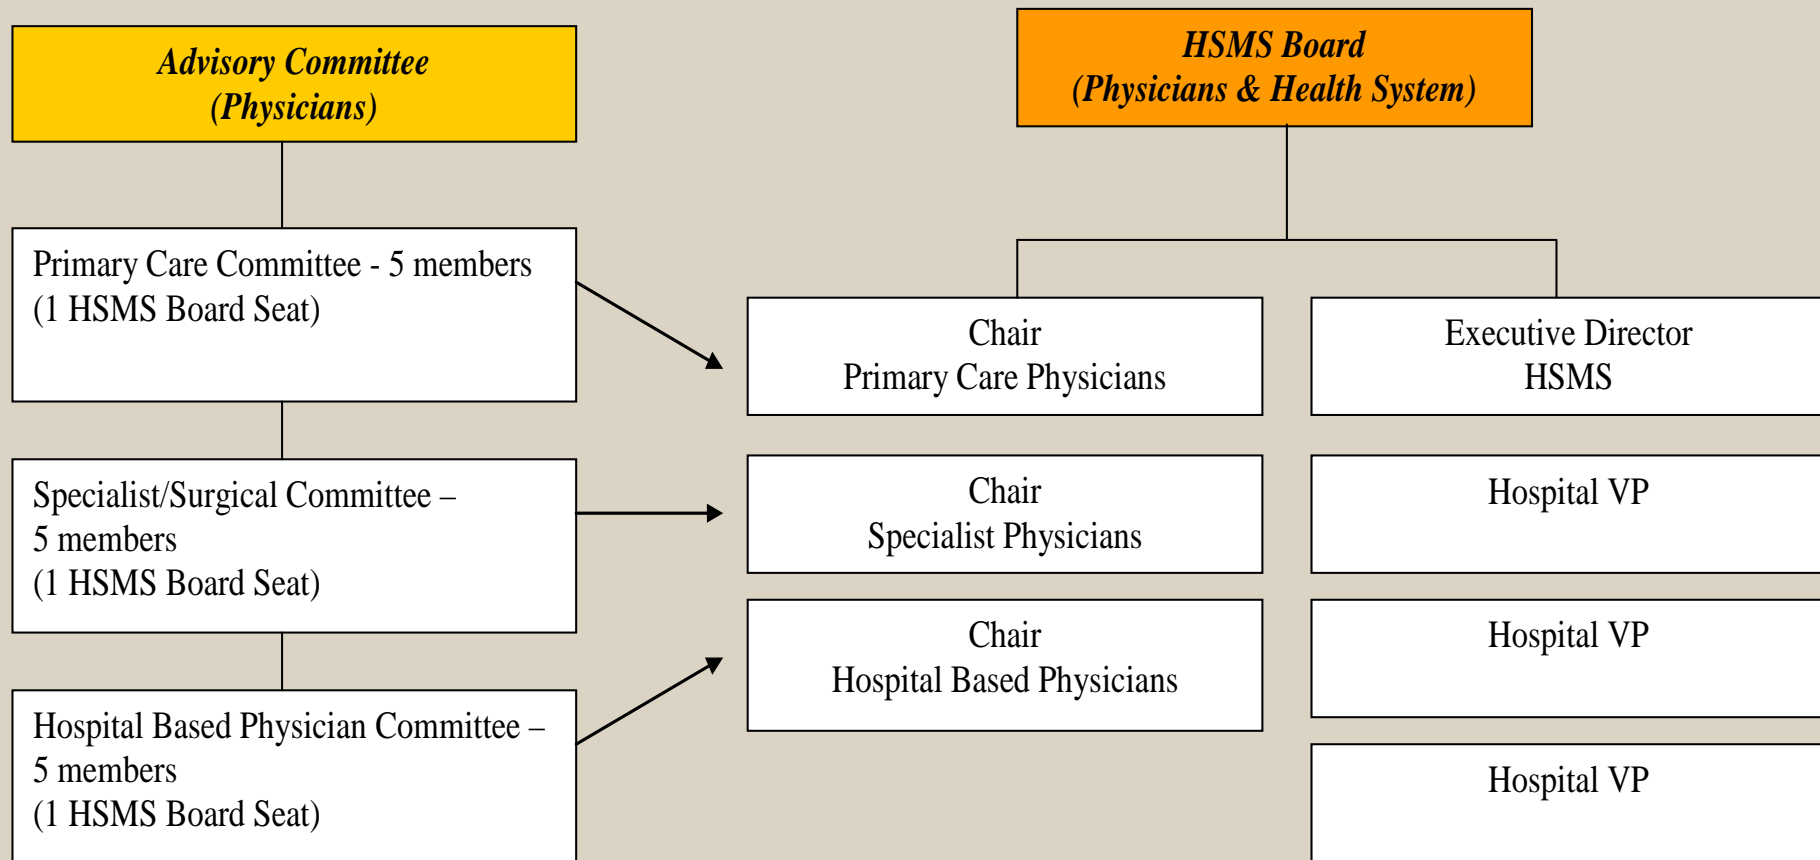 Advisory Committee
(Physicians)
Primary Care Committee - 5 members
(1 HSMS Board Seat)
Specialist/Surgical Committee –
5 members
(1 HSMS Board Seat)
Hospital Based Physician Committee –
5 members
(1 HSMS Board Seat)
HSMS Board
(Physicians & Health System)
Chair
Primary Care Physicians
Chair
Specialist Physicians
Chair
Hospital Based Physicians
Executive Director
HSMS
Hospital VP
Hospital VP
Hospital VP